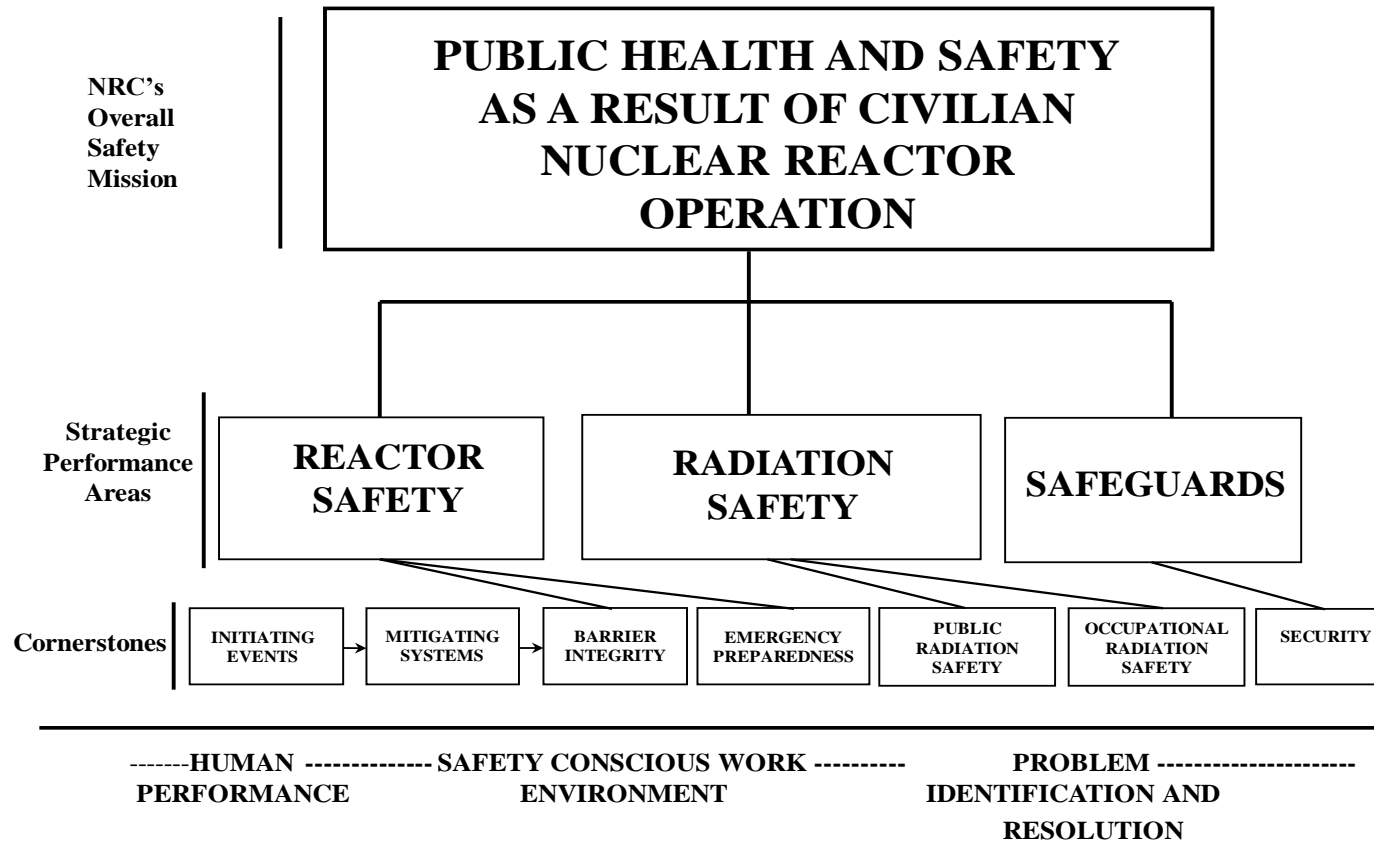 NRC's
Overall
Safety
Mission
PUBLIC HEALTH AND SAFETY
AS A RESULT OF CIVILIAN
NUCLEAR REACTOR
OPERATION
Strategic
Performance
Areas
REACTOR
SAFETY
RADIATION
SAFETY
SAFEGUARDS
Cornerstones
INITIATING
EVENTS
MITIGATING
SYSTEMS
BARRIER
INTEGRITY
EMERGENCY
PREPAREDNESS
PUBLIC
RADIATION
SAFETY
OCCUPATIONAL
RADIATION
SAFETY
SECURITY
-------HUMAN -------------- SAFETY CONSCIOUS WORK ---------- PROBLEM ----------------------
PERFORMANCE ENVIRONMENT IDENTIFICATION AND
RESOLUTION